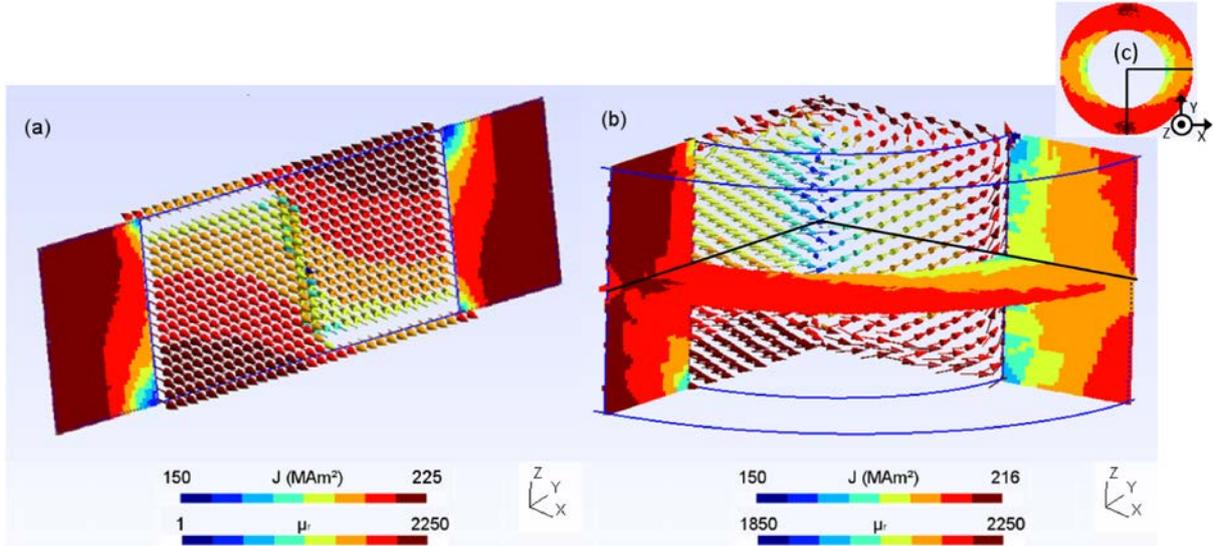 (c)
Y
Z
X
(a)
(b)
150 J (MAm²) 225
Z
Y
X
1 μr 2250
150 J (MAm²) 216
Z
Y
X
1850 μr 2250